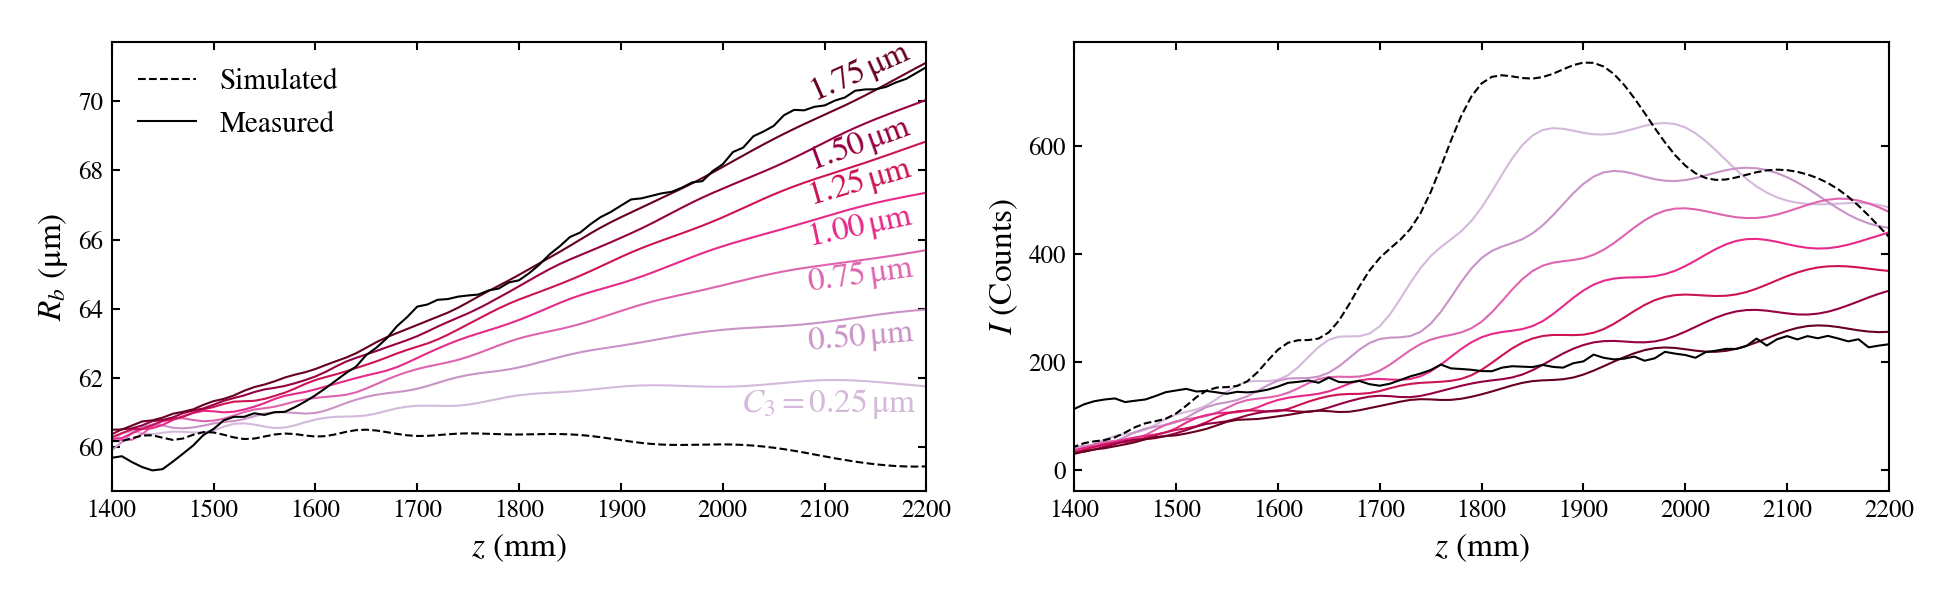 Simulated
Measured
1.75 μm
1.50 μm
1.25 μm
1.00 μm
0.75 μm
0.50 μm
C₃ = 0.25 μm
70
68
66
64
62
60
R_b (μm)
1400 1500 1600 1700 1800 1900 2000 2100 2200
z (mm)
600
400
200
0
I (Counts)
1400 1500 1600 1700 1800 1900 2000 2100 2200
z (mm)